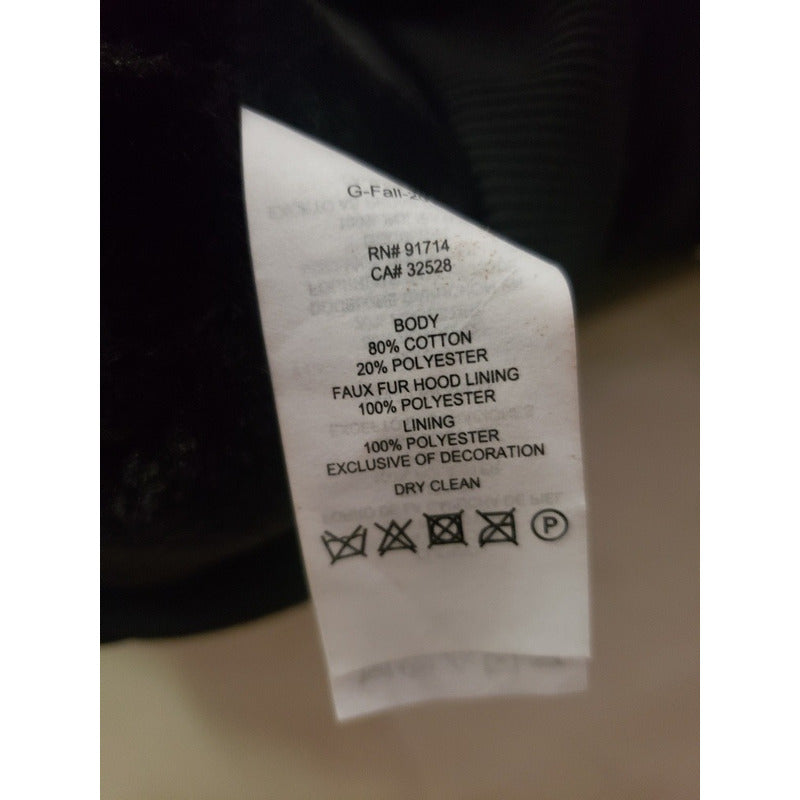 G-Fall-
RN# 91714
CA# 32528
BODY
80% COTTON
20% POLYESTER
FAUX FUR HOOD LINING
100% POLYESTER
LINING
100% POLYESTER
EXCLUSIVE OF DECORATION
DRY CLEAN
P